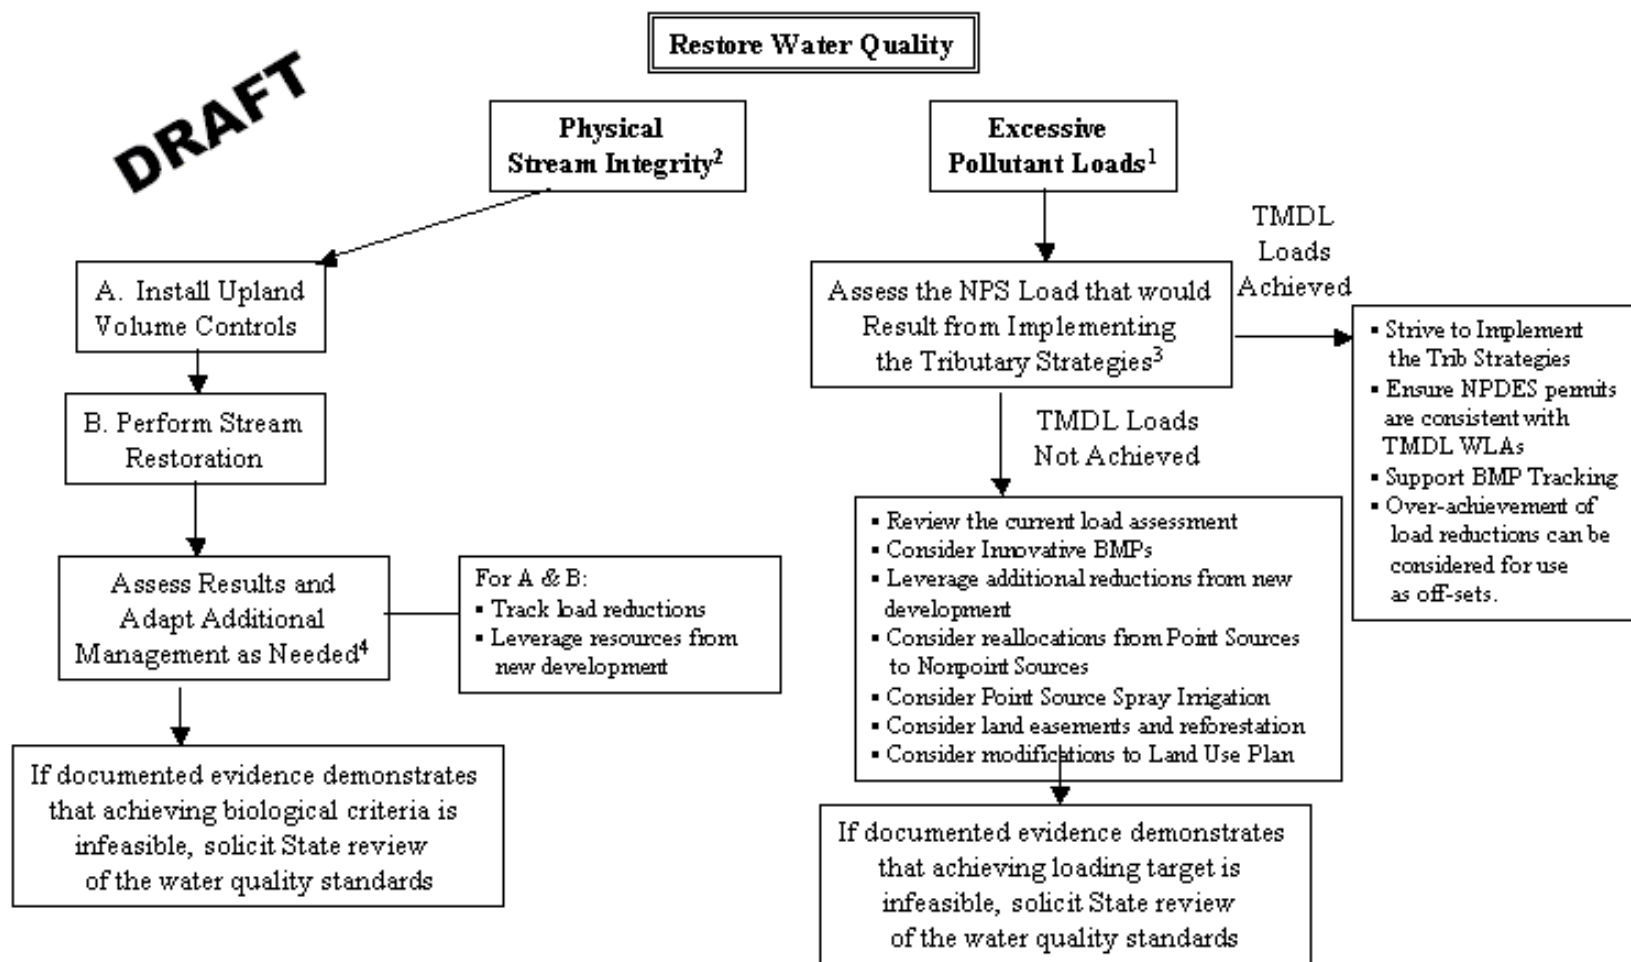 Restore Water Quality
DRAFT
Physical
Stream Integrity²
Excessive
Pollutant Loads¹
A. Install Upland
Volume Controls
B. Perform Stream
Restoration
Assess Results and
Adapt Additional
Management as Needed⁴
For A & B:
▪ Track load reductions
▪ Leverage resources from
new development
If documented evidence demonstrates
that achieving biological criteria is
infeasible, solicit State review
of the water quality standards
Assess the NPS Load that would
Result from Implementing
the Tributary Strategies³
TMDL
Loads
Achieved
▪ Strive to Implement
the Trib Strategies
▪ Ensure NPDES permits
are consistent with
TMDL WLAs
▪ Support BMP Tracking
▪ Over-achievement of
load reductions can be
considered for use
as off-sets.
TMDL Loads
Not Achieved
▪ Review the current load assessment
▪ Consider Innovative BMPs
▪ Leverage additional reductions from new
development
▪ Consider reallocations from Point Sources
to Nonpoint Sources
▪ Consider Point Source Spray Irrigation
▪ Consider land easements and reforestation
▪ Consider modifications to Land Use Plan
If documented evidence demonstrates
that achieving loading target is
infeasible, solicit State review
of the water quality standards